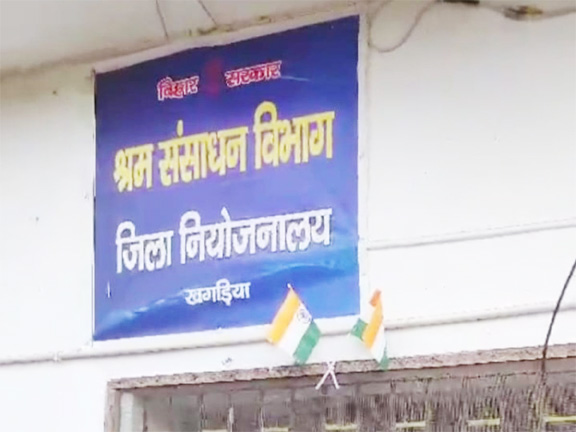 बिहार सरकार
श्रम संसाधन विभाग
जिला नियोजनालय
खगड़िया